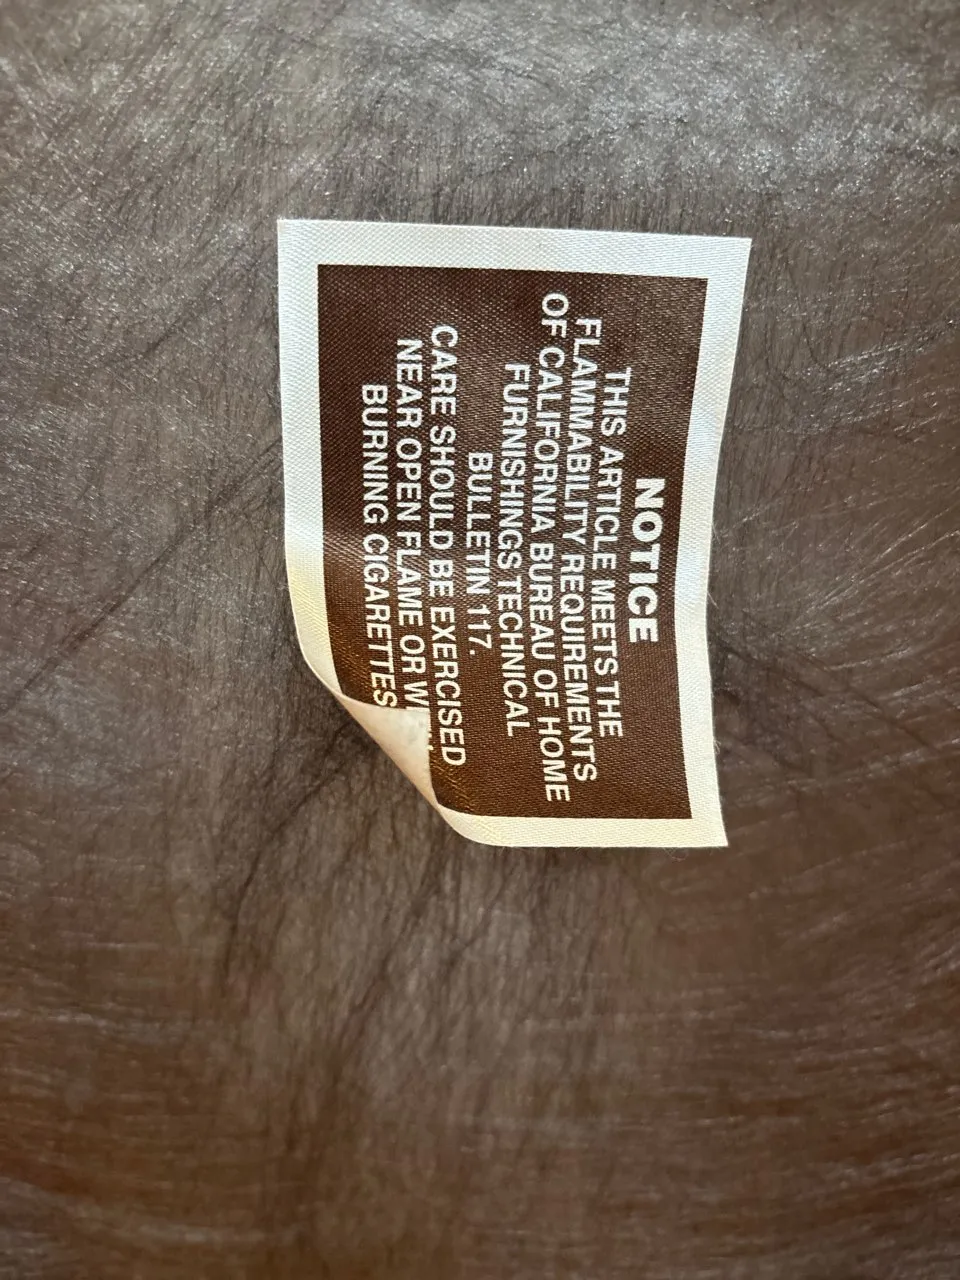 NOTICE
THIS ARTICLE MEETS THE
FLAMMABILITY REQUIREMENTS
OF CALIFORNIA BUREAU OF HOME
FURNISHINGS TECHNICAL
BULLETIN 117.
CARE SHOULD BE EXERCISED
NEAR OPEN FLAME OR
BURNING CIGARETTES